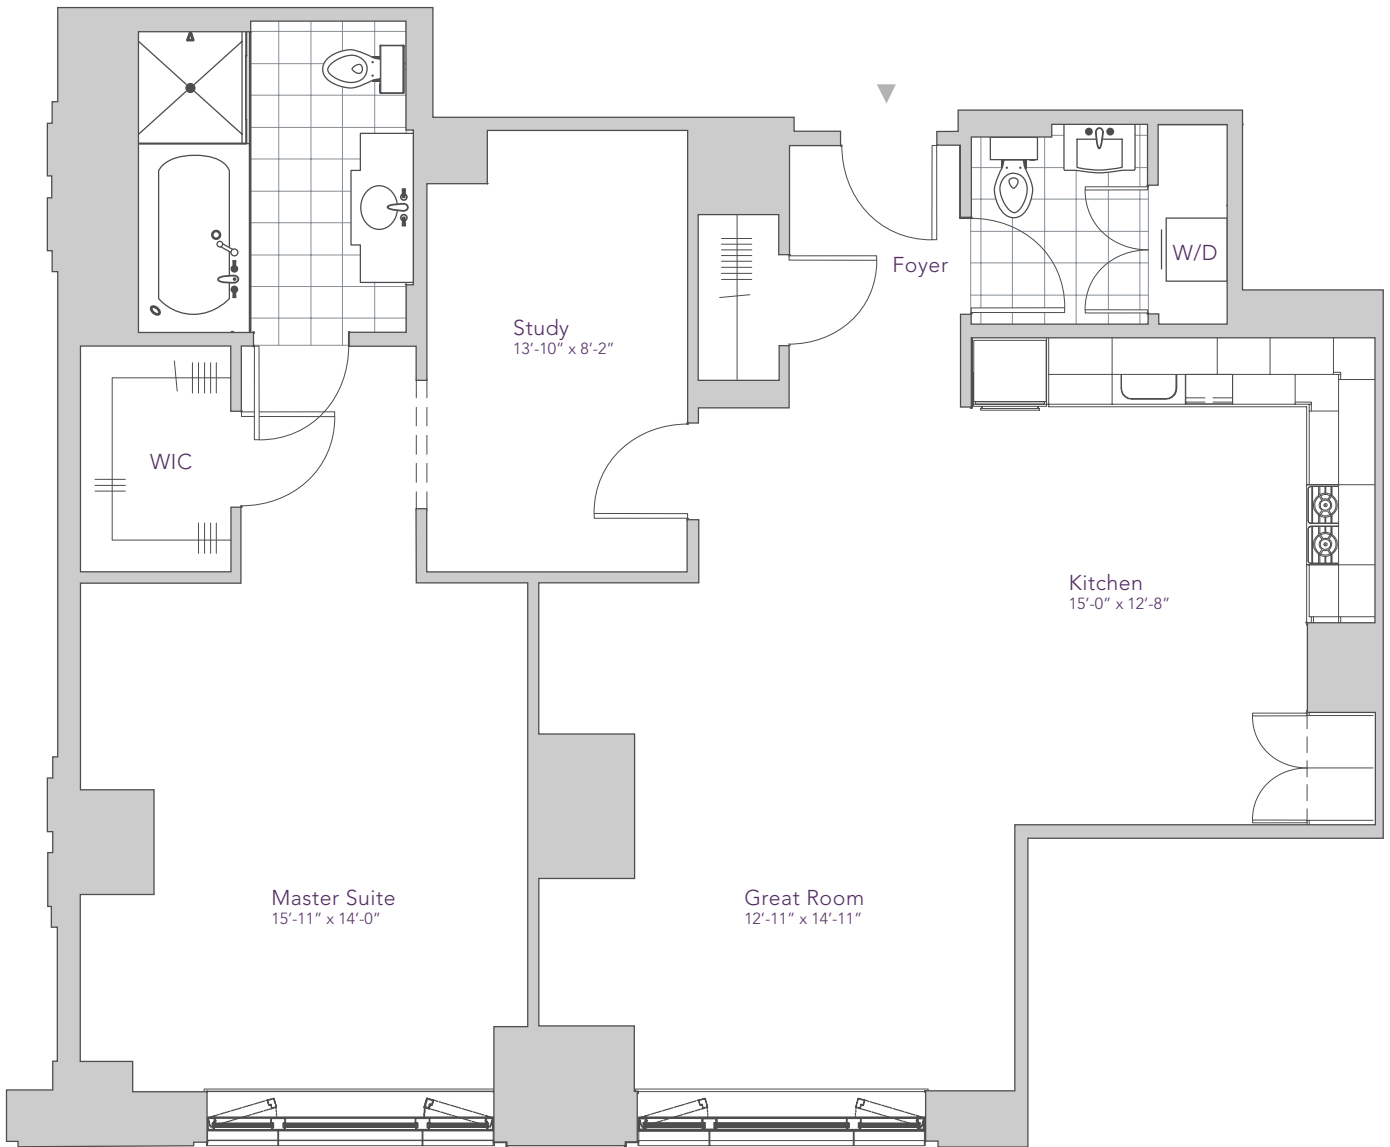 Foyer
W/D
Study
13'-10" x 8'-2"
WIC
Kitchen
15'-0" x 12'-8"
Master Suite
15'-11" x 14'-0"
Great Room
12'-11" x 14'-11"